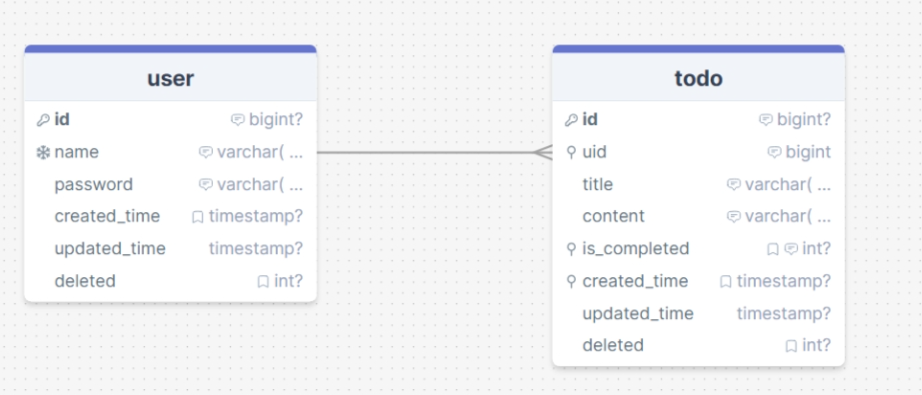 user
id bigint?
name varchar( ...
password varchar( ...
created_time timestamp?
updated_time timestamp?
deleted int?
todo
id bigint?
uid bigint
title varchar( ...
content varchar( ...
is_completed int?
created_time timestamp?
updated_time timestamp?
deleted int?